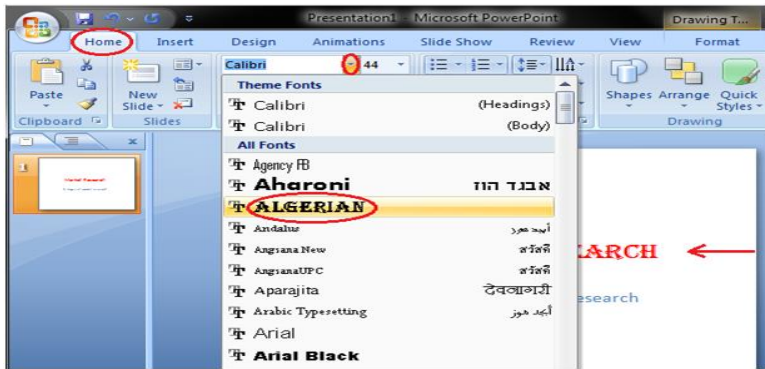 Presentation1 - Microsoft PowerPoint
Drawing T...
Home Insert Design Animations Slide Show Review View Format
Calibri 44
Paste
New Slide
Shapes Arrange Quick Styles
Clipboard Slides Drawing
Theme Fonts
Calibri (Headings)
Calibri (Body)
All Fonts
Agency FB
Aharoni אבגד הוז
ALGERIAN
Andalus أبجد هوز
Angsana New สวัสดี
AngsanaUPC สวัสดี
Aparajita देवनागरी
Arabic Typesetting أبجد هوز
Arial
Arial Black
1
ARCH
esearch